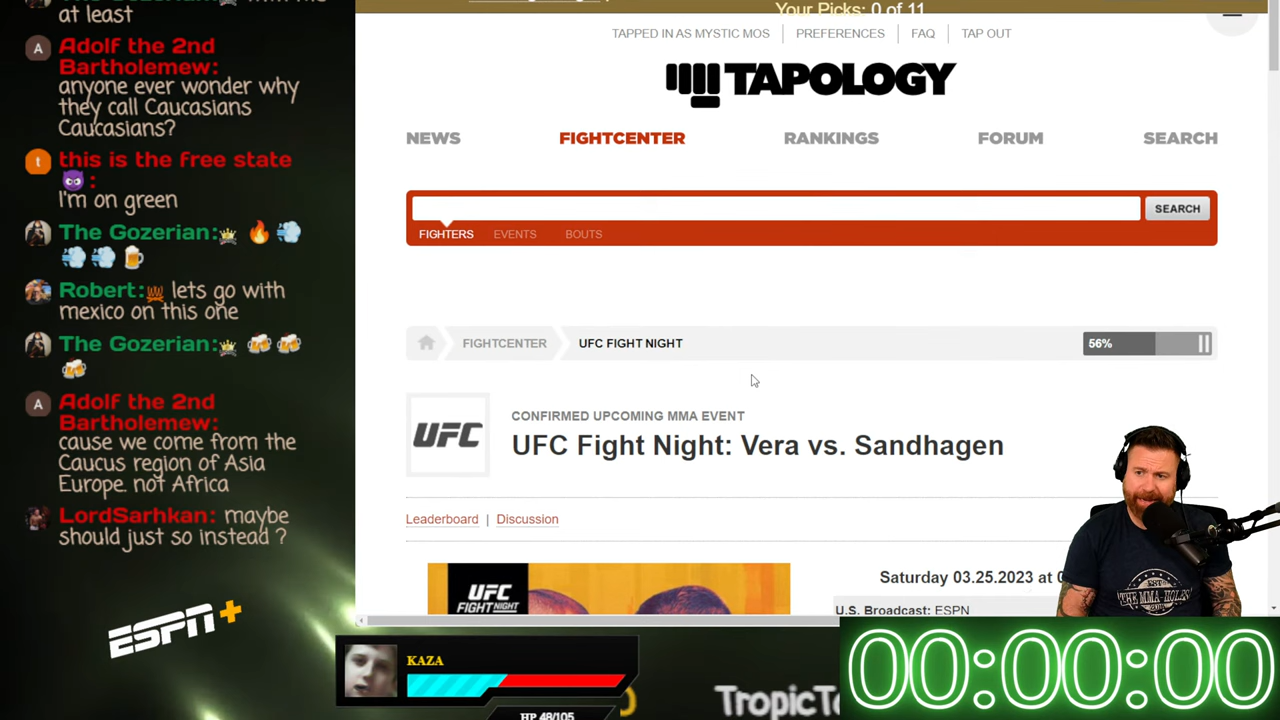 at least
Adolf the 2nd
Bartholomew:
anyone ever wonder why
they call Caucasians
Caucasians?
this is the free state
:
I'm on green
The Gozerian:
Robert: lets go with
mexico on this one
The Gozerian:
Adolf the 2nd
Bartholomew:
cause we come from the
Caucus region of Asia
Europe. not Africa
LordSarhkan: maybe
should just so instead ?
ESPN+
Your Picks: 0 of 11
TAPPED IN AS MYSTIC MOS
PREFERENCES
FAQ
TAP OUT
TAPOLOGY
NEWS
FIGHTCENTER
RANKINGS
FORUM
SEARCH
SEARCH
FIGHTERS
EVENTS
BOUTS
FIGHTCENTER
UFC FIGHT NIGHT
56%
UFC
CONFIRMED UPCOMING MMA EVENT
UFC Fight Night: Vera vs. Sandhagen
Leaderboard | Discussion
UFC
FIGHT NIGHT
Saturday 03.25.2023 at
U.S. Broadcast: ESPN
THE MMA HOLES
KAZA
HP 48/105
00:00:00